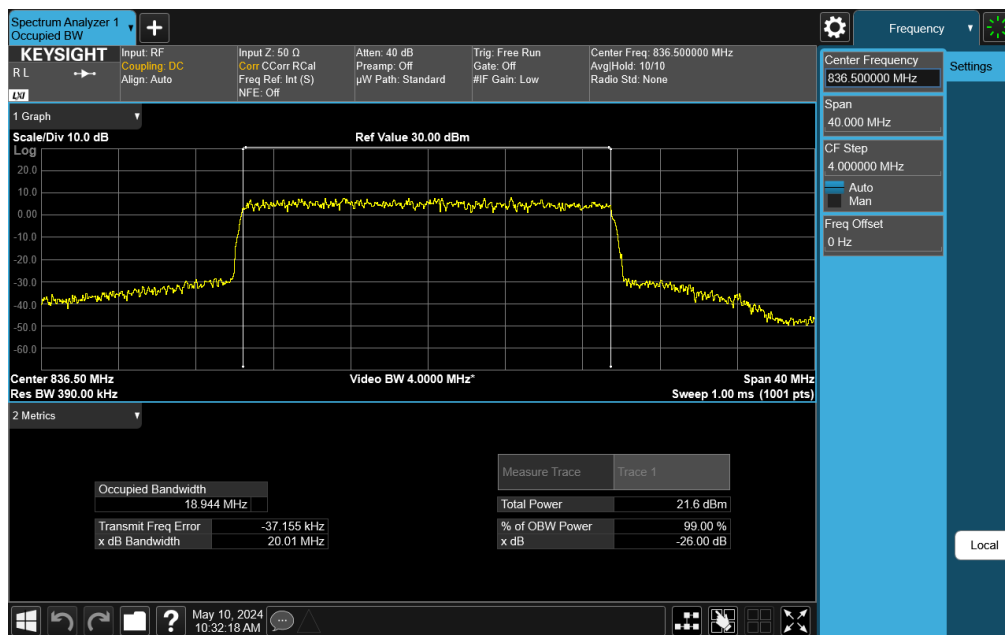 Spectrum Analyzer 1
Occupied BW
Frequency
KEYSIGHT
R L
LXI
Input: RF
Coupling: DC
Align: Auto
Input Z: 50 Ω
Corr CCorr RCal
Freq Ref: Int (S)
NFE: Off
Atten: 40 dB
Preamp: Off
µW Path: Standard
Trig: Free Run
Gate: Off
#IF Gain: Low
Center Freq: 836.500000 MHz
Avg|Hold: 10/10
Radio Std: None
Center Frequency
836.500000 MHz
Settings
Span
40.000 MHz
CF Step
4.000000 MHz
Auto
Man
Freq Offset
0 Hz
Local
1 Graph
Scale/Div 10.0 dB
Ref Value 30.00 dBm
Log
20.0
10.0
0.00
-10.0
-20.0
-30.0
-40.0
-50.0
-60.0
Center 836.50 MHz
Video BW 4.0000 MHz*
Span 40 MHz
Res BW 390.00 kHz
Sweep 1.00 ms (1001 pts)
2 Metrics
Measure Trace Trace 1
Occupied Bandwidth
18.944 MHz
Total Power 21.6 dBm
Transmit Freq Error -37.155 kHz
% of OBW Power 99.00 %
x dB Bandwidth 20.01 MHz
x dB -26.00 dB
May 10, 2024
10:32:18 AM